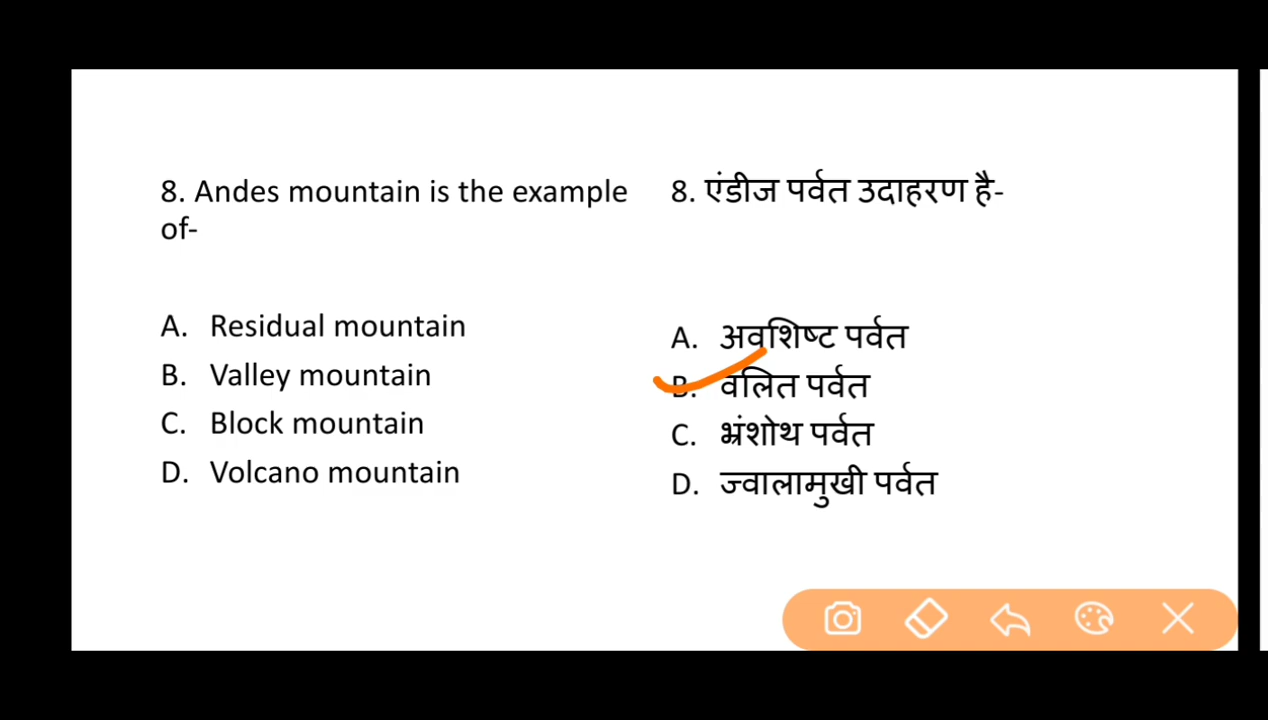 8. Andes mountain is the example
of-
A. Residual mountain
B. Valley mountain
C. Block mountain
D. Volcano mountain
8. एंडीज पर्वत उदाहरण है-
A. अवशिष्ट पर्वत
B. वलित पर्वत
C. भ्रंशोथ पर्वत
D. ज्वालामुखी पर्वत